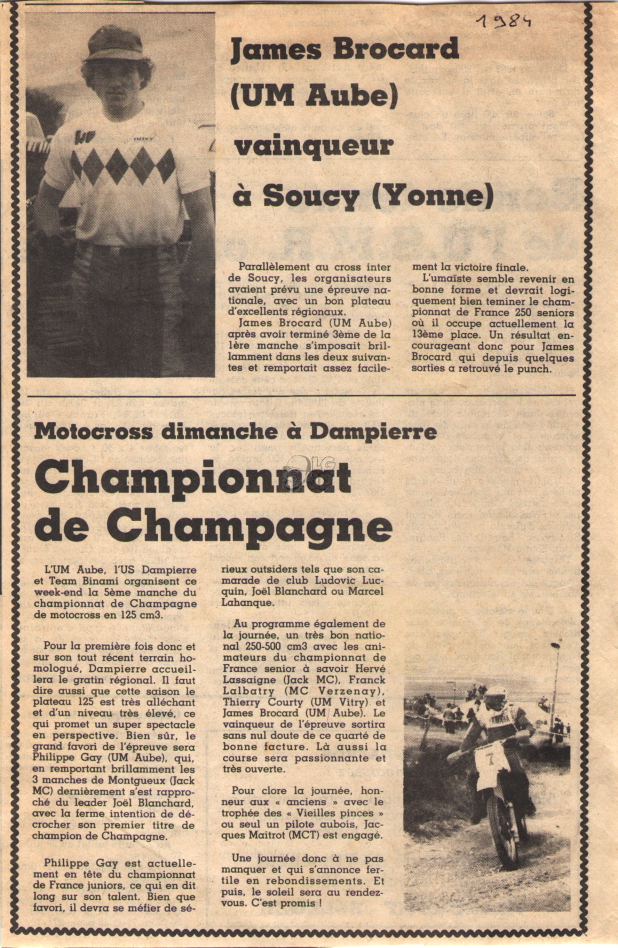 1984
James Brocard
(UM Aube)
vainqueur
à Soucy (Yonne)
Parallèlement au cross inter
de Soucy, les organisateurs
avaient prévu une épreuve na-
tionale, avec un bon plateau
d'excellents régionaux.
James Brocard (UM Aube)
après avoir terminé 3ème de la
1ère manche s'imposait bril-
lamment dans les deux suivan-
tes et remportait assez facile-
ment la victoire finale.
L'umaïste semble revenir en
bonne forme et devrait logi-
quement bien teminer le cham-
pionnat de France 250 seniors
où il occupe actuellement la
13ème place. Un résultat en-
courageant donc pour James
Brocard qui depuis quelques
sorties a retrouvé le punch.
Motocross dimanche à Dampierre
Championnat
de Champagne
L'UM Aube, l'US Dampierre
et Team Binami organisent ce
week-end la 5ème manche du
championnat de Champagne
de motocross en 125 cm3.
Pour la première fois donc et
sur son tout récent terrain ho-
mologué, Dampierre accueil-
lera le gratin régional. Il faut
dire aussi que cette saison le
plateau 125 est très alléchant
et d'un niveau très élevé, ce
qui promet un super spectacle
en perspective. Bien sûr, le
grand favori de l'épreuve sera
Philippe Gay (UM Aube), qui,
en remportant brillamment les
3 manches de Montgueux (Jack
MC) dernièrement s'est rappro-
ché du leader Joël Blanchard,
avec la ferme intention de dé-
crocher son premier titre de
champion de Champagne.
Philippe Gay est actuelle-
ment en tête du championnat
de France juniors, ce qui en dit
long sur son talent. Bien que
favori, il devra se méfier de sé-
rieux outsiders tels que son ca-
marade de club Ludovic Luc-
quin, Joël Blanchard ou Marcel
Lahanque.
Au programme également de
la journée, un très bon natio-
nal 250-500 cm3 avec les ani-
mateurs du championnat de
France senior à savoir Hervé
Lassaigne (Jack MC), Franck
Lalbatry (MC Verzenay),
Thierry Courty (UM Vitry) et
James Brocard (UM Aube). Le
vainqueur de l'épreuve sortira
sans nul doute de ce quarté de
bonne facture. Là aussi la
course sera passionnante et
très ouverte.
Pour clore la journée, hon-
neur aux « anciens » avec le
trophée des « Vieilles pinces »
ou seul un pilote aubois, Jac-
ques Maitrot (MCT) est engagé.
Une journée donc à ne pas
manquer et qui s'annonce fer-
tile en rebondissements. Et
puis, le soleil sera au rendez-
vous. C'est promis !
YAMAHA
7